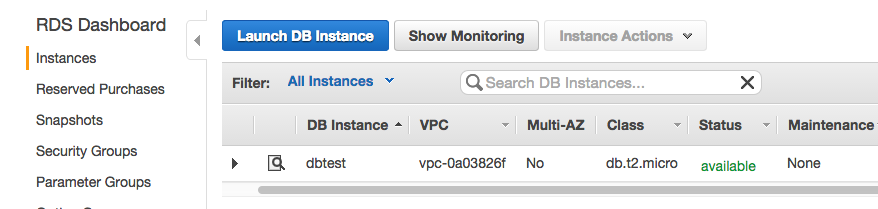 RDS Dashboard
Instances
Reserved Purchases
Snapshots
Security Groups
Parameter Groups
Launch DB Instance Show Monitoring Instance Actions
Filter: All Instances Search DB Instances...
DB Instance VPC Multi-AZ Class Status Maintenance
dbtest vpc-0a03826f No db.t2.micro available None